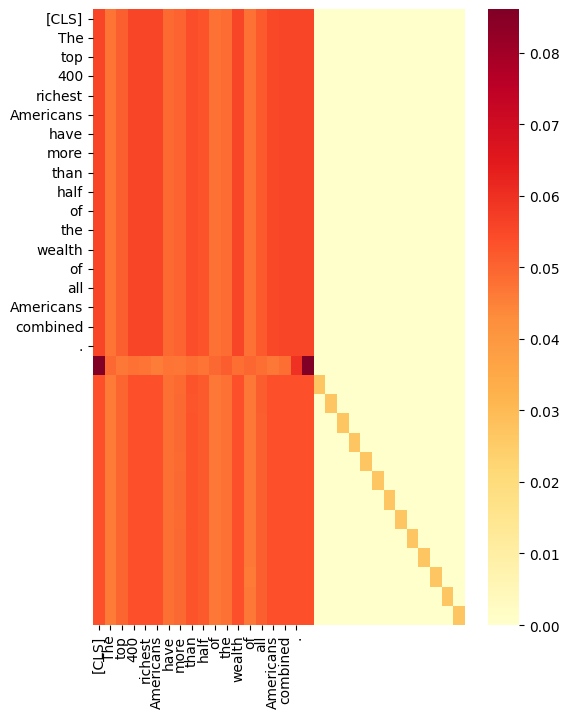 [CLS]
The
top
400
richest
Americans
have
more
than
half
of
the
wealth
of
all
Americans
combined
.
0.08
0.07
0.06
0.05
0.04
0.03
0.02
0.01
0.00
[CLS]
The
top
400
richest
Americans
have
more
than
half
of
the
wealth
of
all
Americans
combined
.